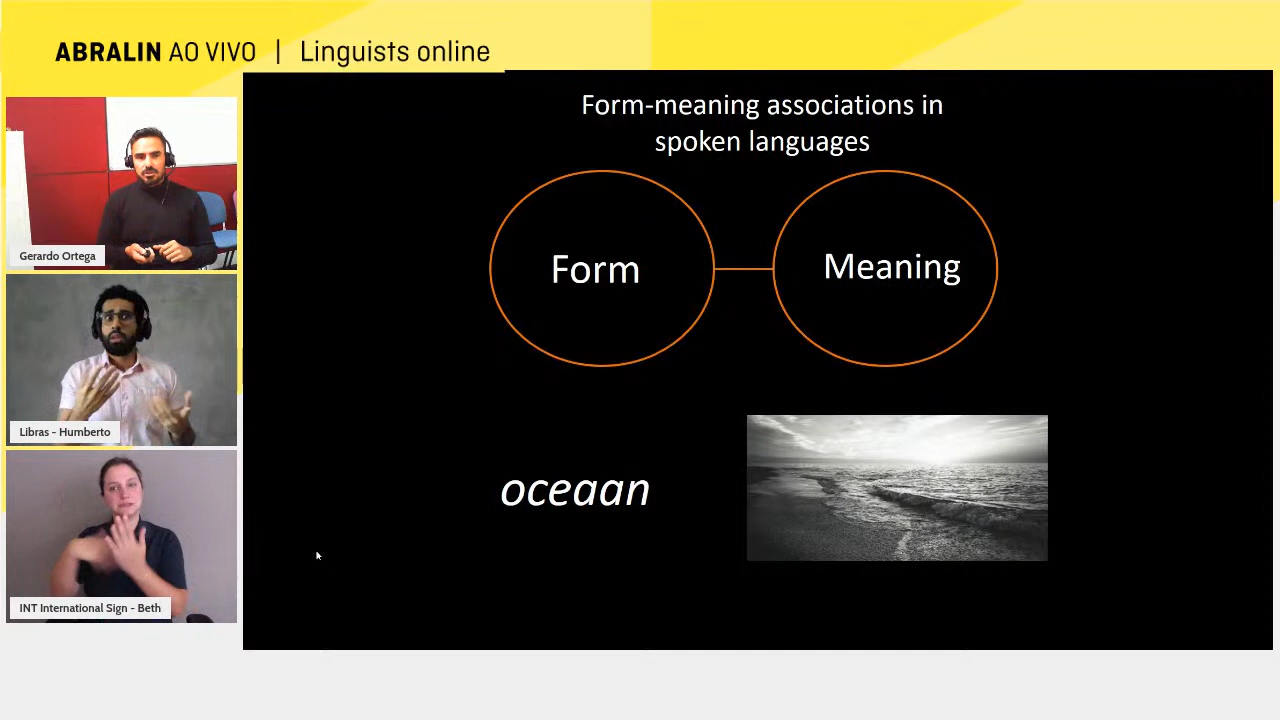 ABRALIN AO VIVO | Linguists online
Form-meaning associations in
spoken languages
Form
Meaning
oceaan
Gerardo Ortega
Libras - Humberto
INT International Sign - Beth